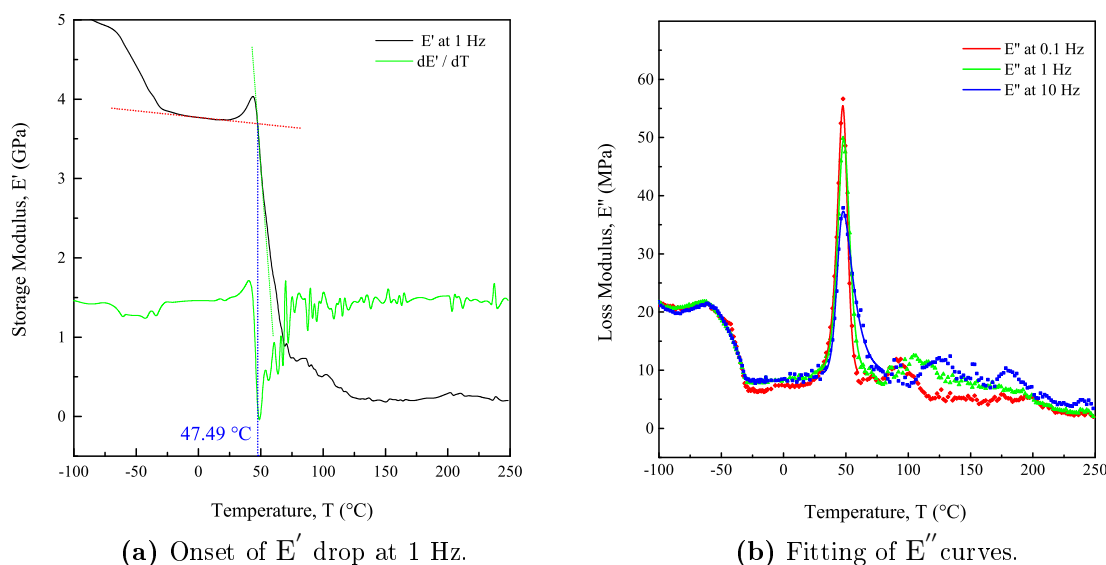 5
4
3
2
1
0
Storage Modulus, E' (GPa)
E' at 1 Hz
dE' / dT
47.49 °C
-100 -50 0 50 100 150 200 250
Temperature, T (°C)
(a) Onset of E′ drop at 1 Hz.
60
50
40
30
20
10
0
Loss Modulus, E" (MPa)
E" at 0.1 Hz
E" at 1 Hz
E" at 10 Hz
-100 -50 0 50 100 150 200 250
Temperature, T (°C)
(b) Fitting of E″ curves.